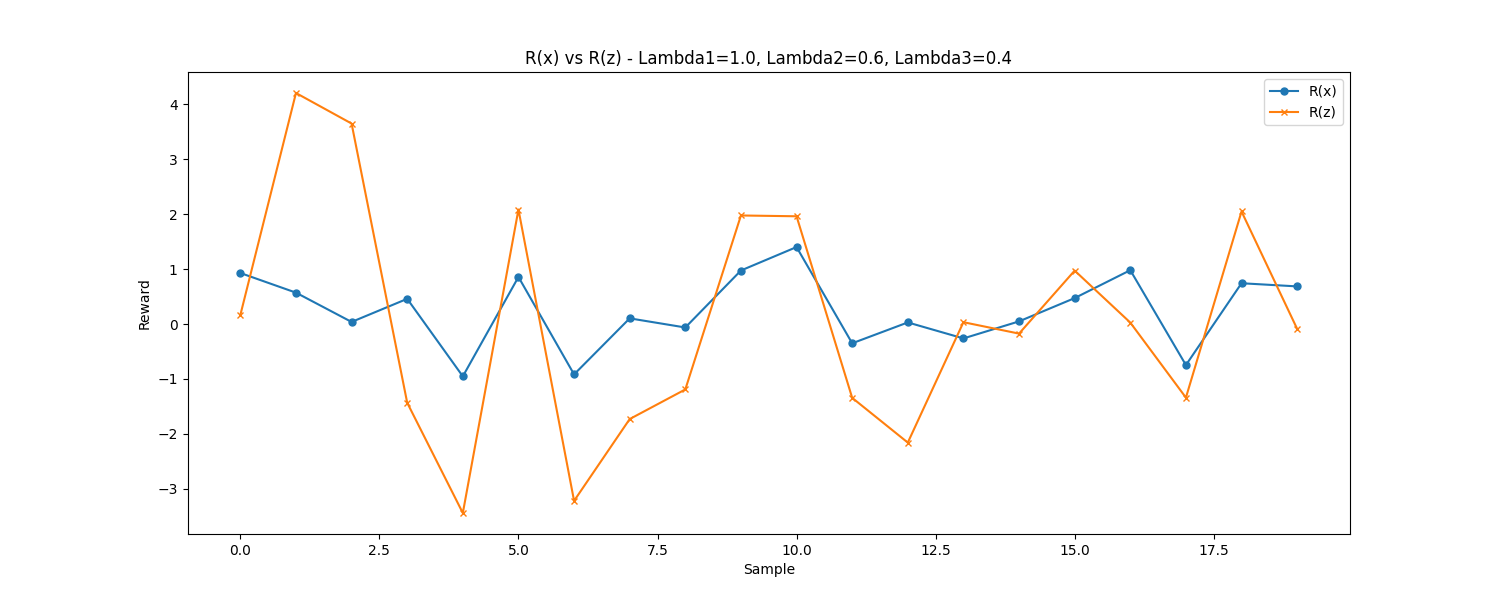 R(x) vs R(z) - Lambda1=1.0, Lambda2=0.6, Lambda3=0.4
R(x)
R(z)
Reward
4
3
2
1
0
−1
−2
−3
0.0 2.5 5.0 7.5 10.0 12.5 15.0 17.5
Sample